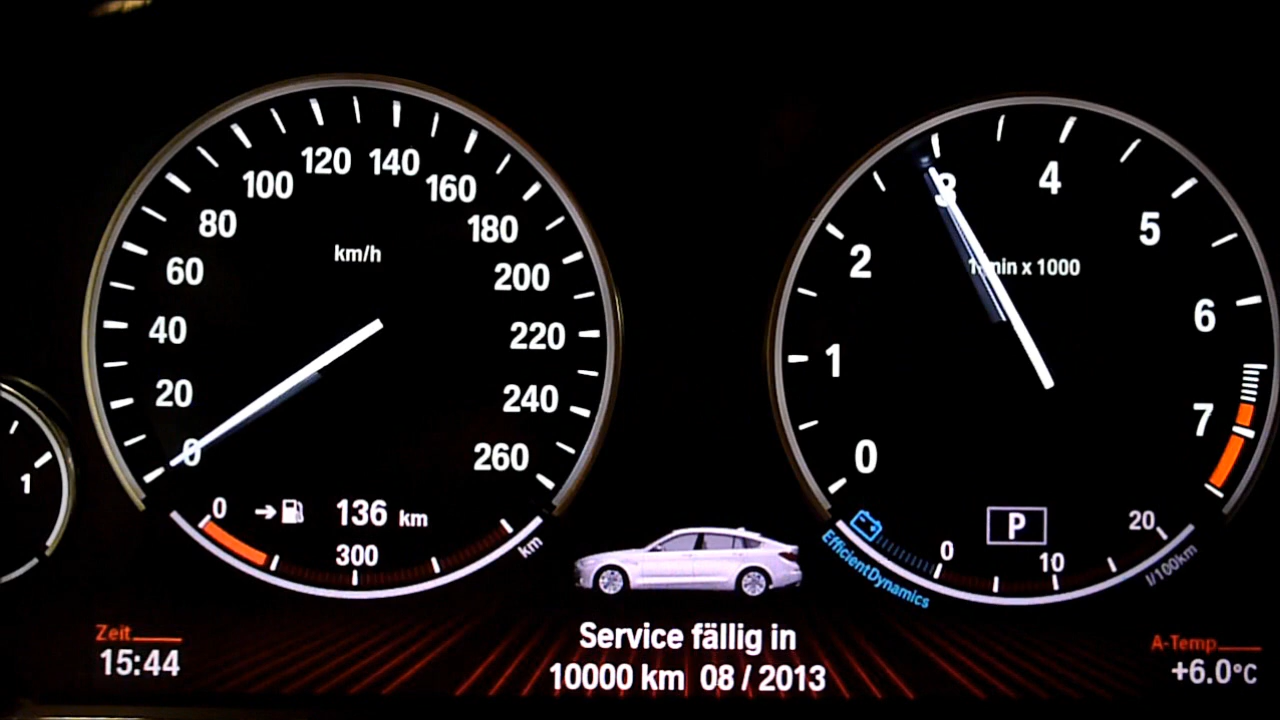 km/h
0
20
40
60
80
100
120
140
160
180
200
220
240
260
0
136 km
300
km
1
0
1
2
3
4
5
6
7
1/min x 1000
P
EfficientDynamics
0
10
20
l/100km
Zeit
15:44
Service fällig in
10000 km 08 / 2013
A-Temp
+6.0°C